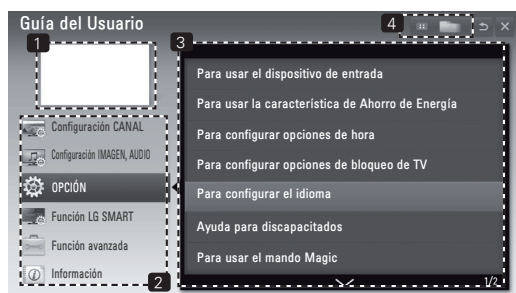 Guía del Usuario
4
1
3
Configuración CANAL
Configuración IMAGEN, AUDIO
OPCIÓN
Función LG SMART
Función avanzada
Información
2
Para usar el dispositivo de entrada
Para usar la característica de Ahorro de Energía
Para configurar opciones de hora
Para configurar opciones de bloqueo de TV
Para configurar el idioma
Ayuda para discapacitados
Para usar el mando Magic
1/2